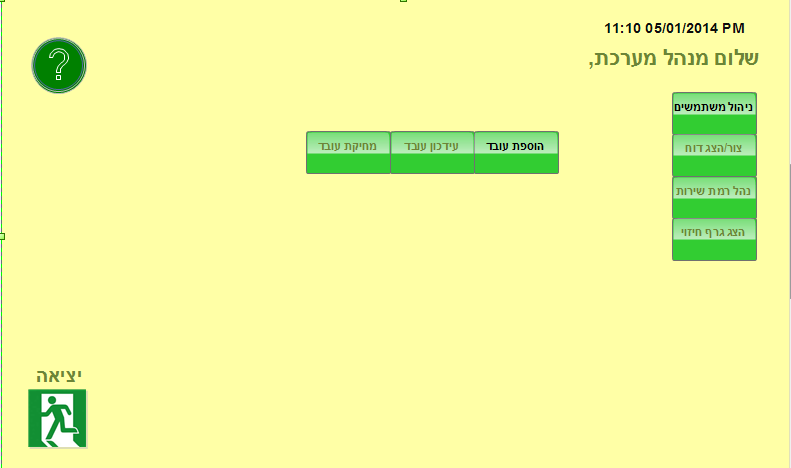 11:10 05/01/2014 PM
שלום מנהל מערכת,
?
ניהול משתמשים
צור/הצג דוח
נהל רמת שירות
הצג גרף חיזוי
הוספת עובד
עידכון עובד
מחיקת עובד
יציאה